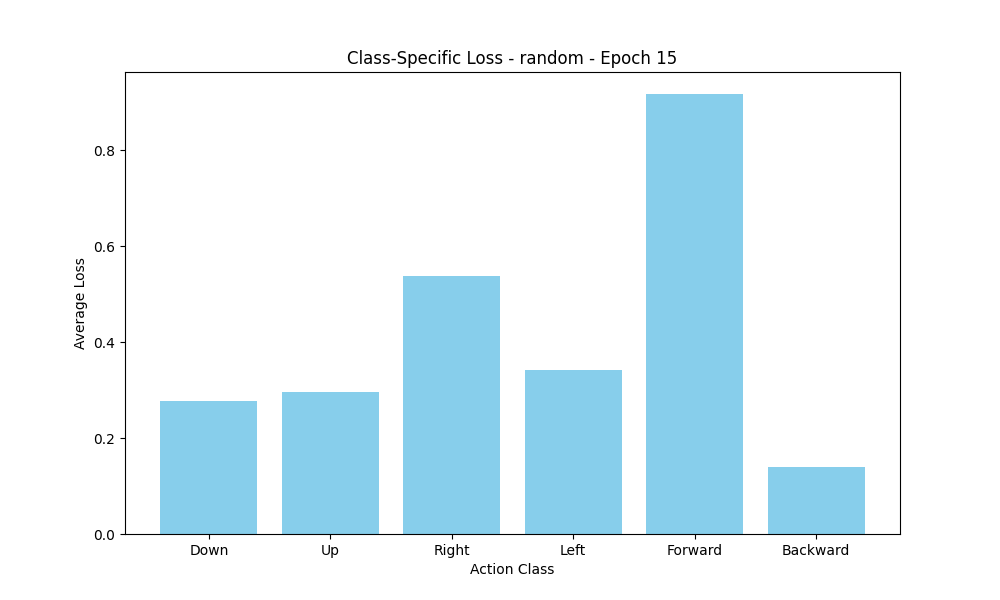 Class-Specific Loss - random - Epoch 15
Average Loss
0.8
0.6
0.4
0.2
0.0
Down Up Right Left Forward Backward
Action Class